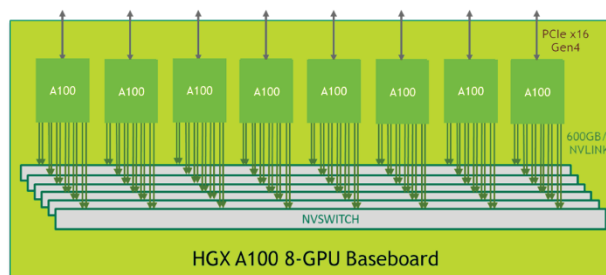 PCIe x16
Gen4
A100 A100 A100 A100 A100 A100 A100 A100
600GB/
NVLINK
NVSWITCH
HGX A100 8-GPU Baseboard